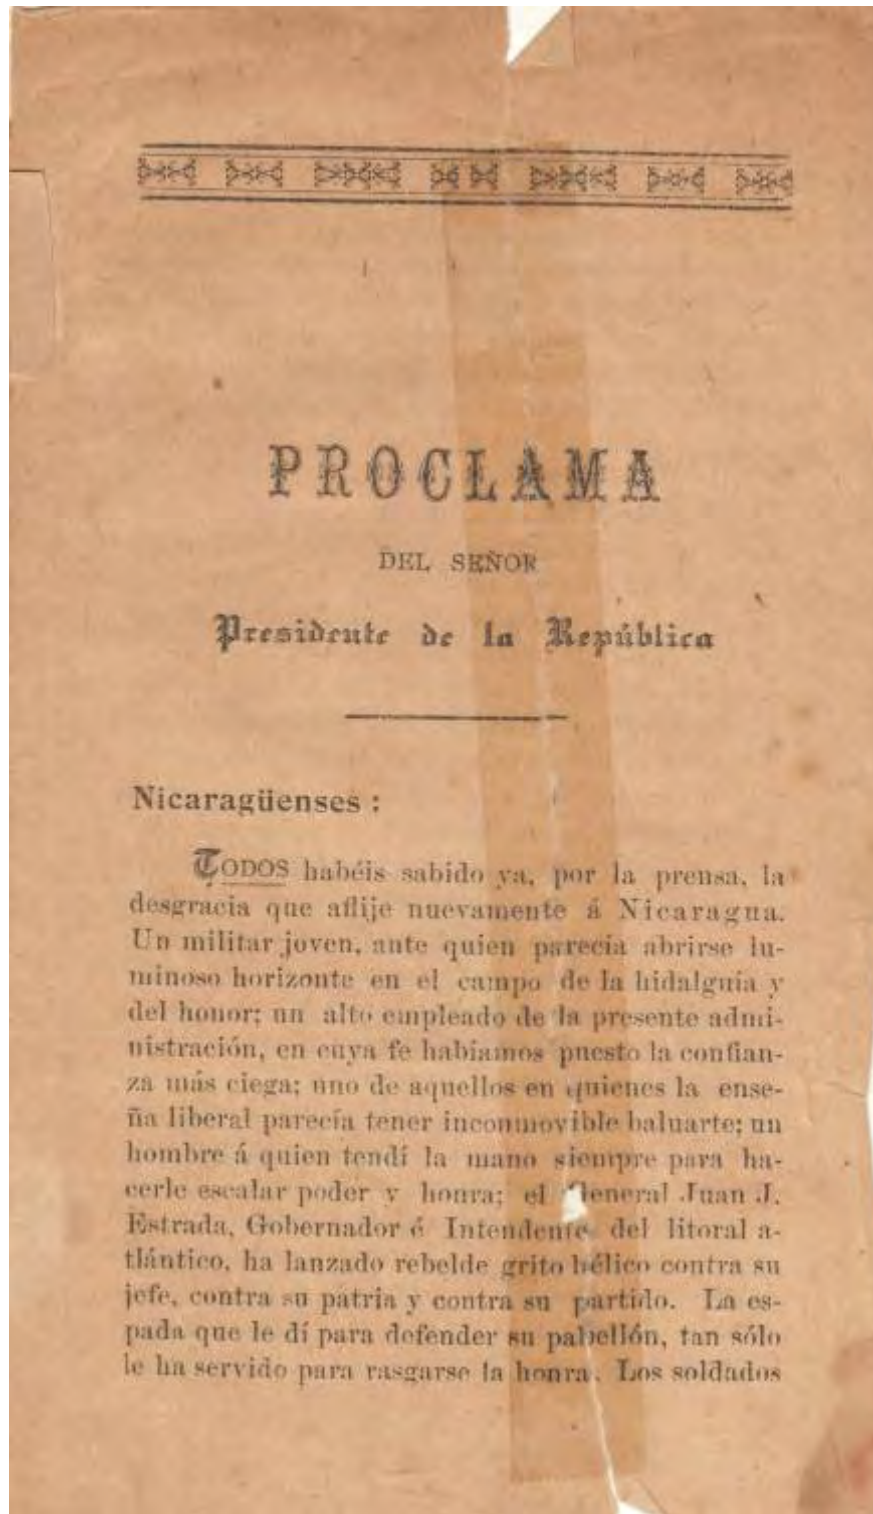 PROCLAMA
DEL SEÑOR
Presidente de la República
Nicaragüenses :
TODOS habéis sabido ya, por la prensa, la
desgracia que aflije nuevamente á Nicaragua.
Un militar joven, ante quien parecía abrirse lu-
minoso horizonte en el campo de la hidalguía y
del honor; un alto empleado de la presente admi-
nistración, en cuya fe habíamos puesto la confian-
za más ciega; uno de aquellos en quienes la ense-
ña liberal parecía tener inconmovible baluarte; un
hombre á quien tendí la mano siempre para ha-
cerle escalar poder y honra; el General Juan J.
Estrada, Gobernador é Intendente del litoral a-
tlántico, ha lanzado rebelde grito bélico contra su
jefe, contra su patria y contra su partido. La es-
pada que le dí para defender su pabellón, tan sólo
le ha servido para rasgarse la honra. Los soldados